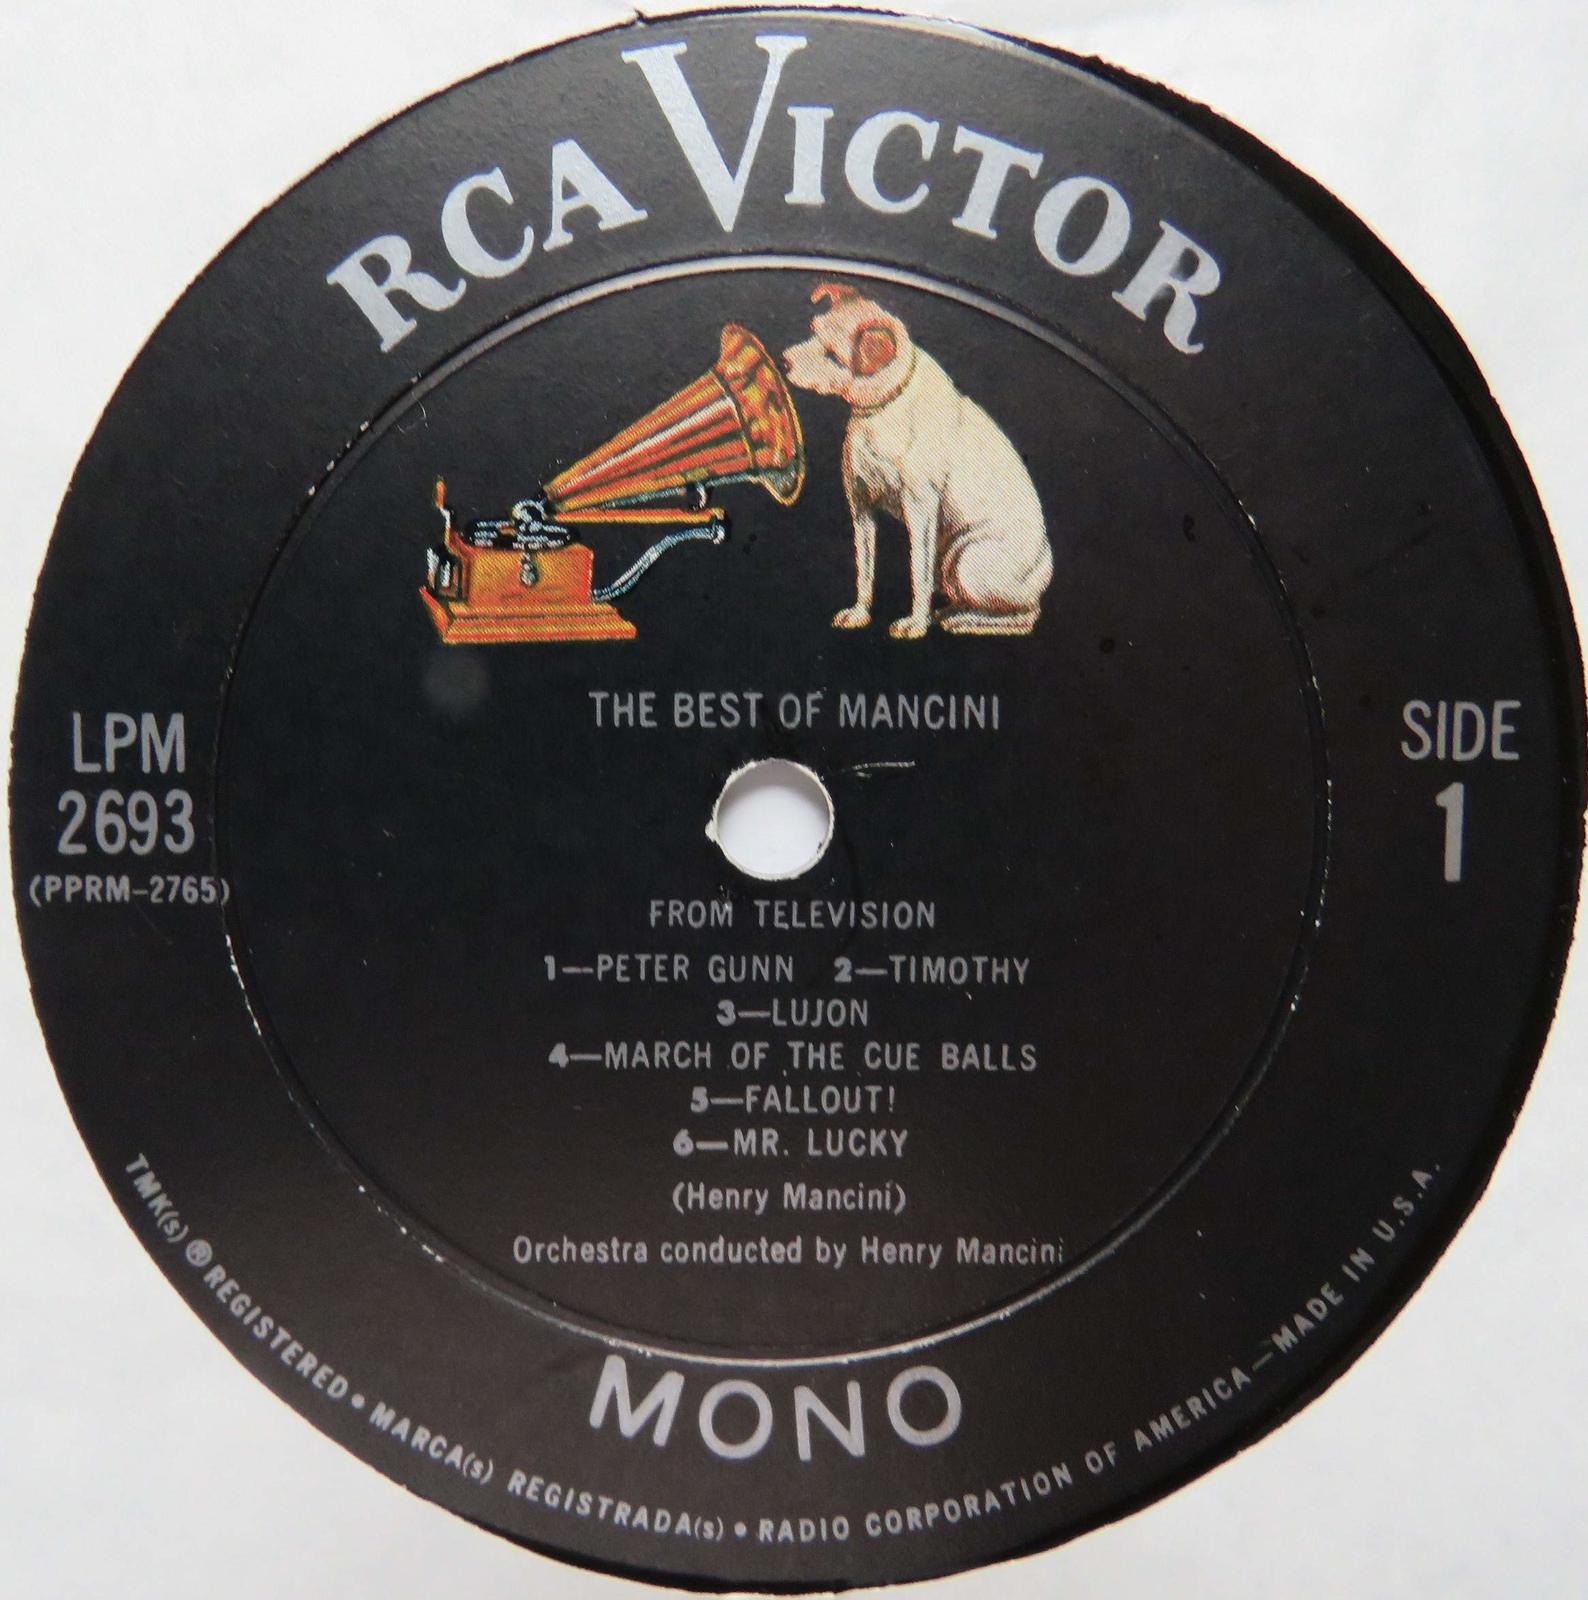 RCA VICTOR
THE BEST OF MANCINI
LPM
2693
(PPRM-2765)
SIDE
1
FROM TELEVISION
1—PETER GUNN 2—TIMOTHY
3—LUJON
4—MARCH OF THE CUE BALLS
5—FALLOUT!
6—MR. LUCKY
(Henry Mancini)
Orchestra conducted by Henry Mancini
MONO
TMK(s) ® REGISTERED • MARCA(s) REGISTRADA(s) • RADIO CORPORATION OF AMERICA—MADE IN U.S.A.